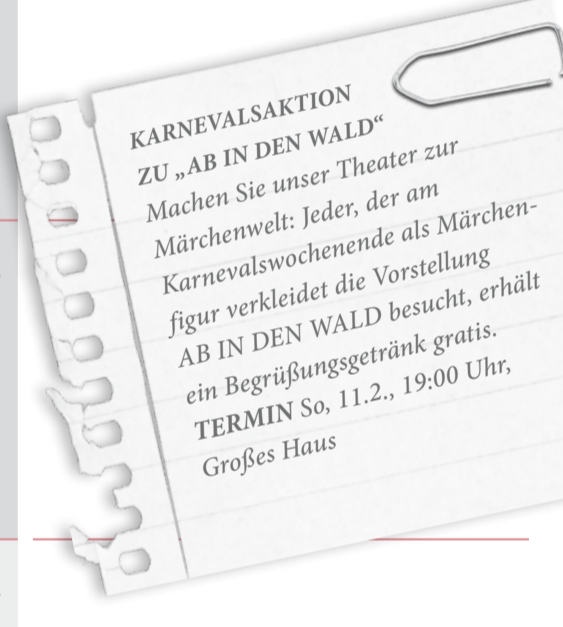 KARNEVALSAKTION
ZU „AB IN DEN WALD“
Machen Sie unser Theater zur
Märchenwelt: Jeder, der am
Karnevalswochenende als Märchen-
figur verkleidet die Vorstellung
AB IN DEN WALD besucht, erhält
ein Begrüßungsgetränk gratis.
TERMIN So, 11.2., 19:00 Uhr,
Großes Haus